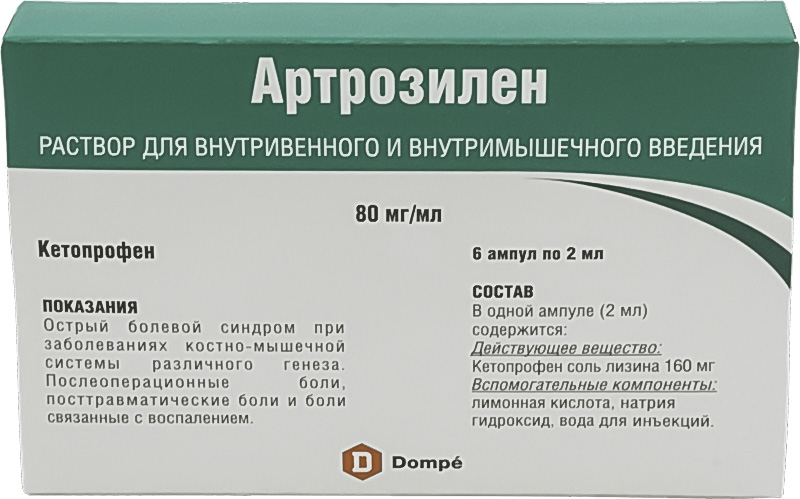 Артрозилен
РАСТВОР ДЛЯ ВНУТРИВЕННОГО И ВНУТРИМЫШЕЧНОГО ВВЕДЕНИЯ
80 мг/мл
Кетопрофен
6 ампул по 2 мл
ПОКАЗАНИЯ
Острый болевой синдром при
заболеваниях костно-мышечной
системы различного генеза.
Послеоперационные боли,
посттравматические боли и боли
связанные с воспалением.
СОСТАВ
В одной ампуле (2 мл)
содержится:
Действующее вещество:
Кетопрофен соль лизина 160 мг
Вспомогательные компоненты:
лимонная кислота, натрия
гидроксид, вода для инъекций.
D Dompé